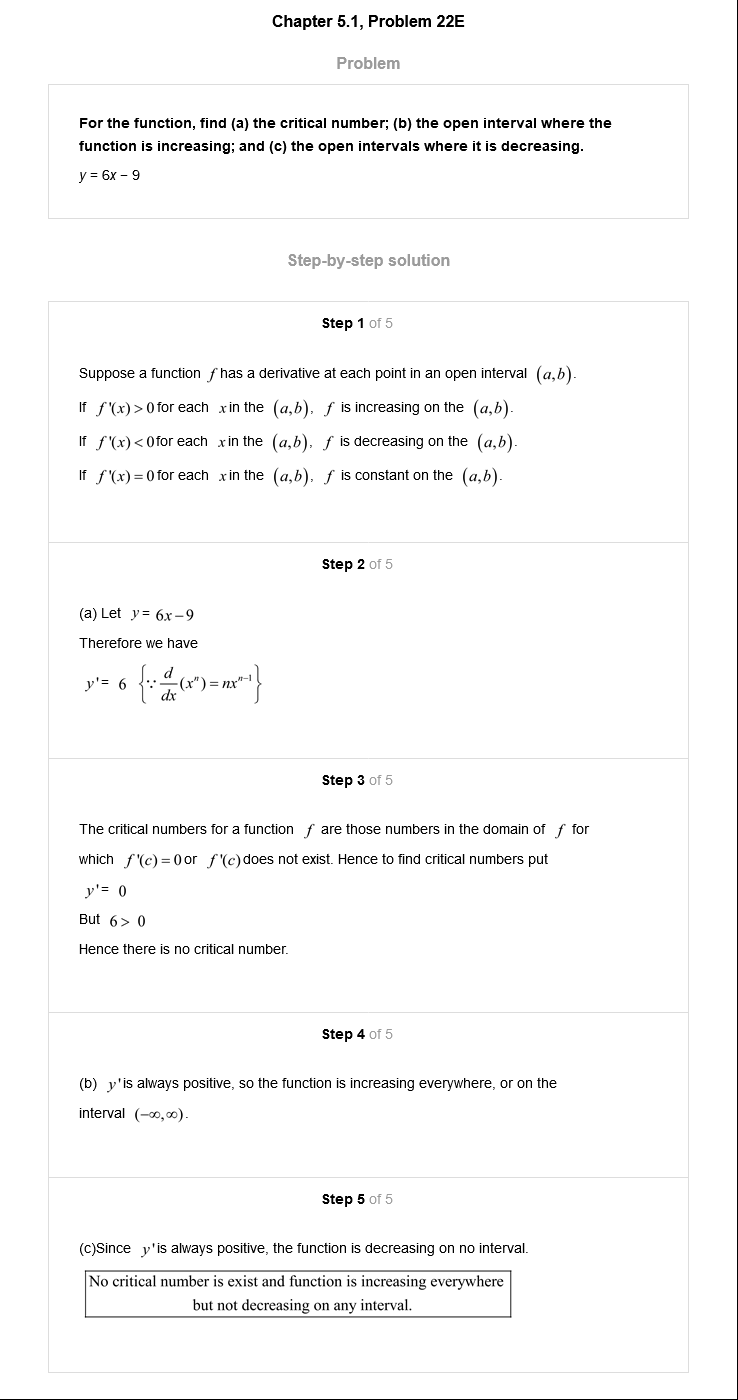 Chapter 5.1, Problem 22E
Problem
For the function, find (a) the critical number; (b) the open interval where the
function is increasing; and (c) the open intervals where it is decreasing.
y = 6x − 9
Step-by-step solution
Step 1 of 5
Suppose a function f has a derivative at each point in an open interval (a,b).
If f'(x) > 0 for each x in the (a,b), f is increasing on the (a,b).
If f'(x) < 0 for each x in the (a,b), f is decreasing on the (a,b).
If f'(x) = 0 for each x in the (a,b), f is constant on the (a,b).
Step 2 of 5
(a) Let y = 6x − 9
Therefore we have
y' = 6 {∵ d/dx (xⁿ) = nxⁿ⁻¹}
Step 3 of 5
The critical numbers for a function f are those numbers in the domain of f for
which f'(c) = 0 or f'(c) does not exist. Hence to find critical numbers put
y' = 0
But 6 > 0
Hence there is no critical number.
Step 4 of 5
(b) y' is always positive, so the function is increasing everywhere, or on the
interval (−∞,∞).
Step 5 of 5
(c)Since y' is always positive, the function is decreasing on no interval.
No critical number is exist and function is increasing everywhere
but not decreasing on any interval.